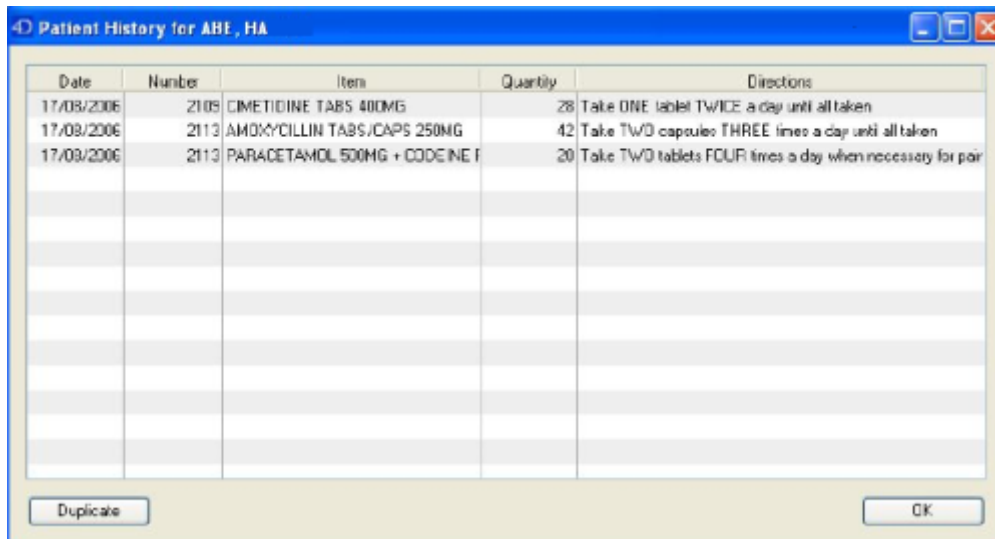 4D Patient History for ABE, HA
Date Number Item Quantity Directions
17/08/2006 2109 CIMETIDINE TABS 400MG 28 Take ONE tablet TWICE a day until all taken
17/08/2006 2113 AMOXYCILLIN TABS/CAPS 250MG 42 Take TWO capsules THREE times a day until all taken
17/08/2006 2113 PARACETAMOL 500MG + CODEINE F 20 Take TWO tablets FOUR times a day when necessary for pain
Duplicate OK